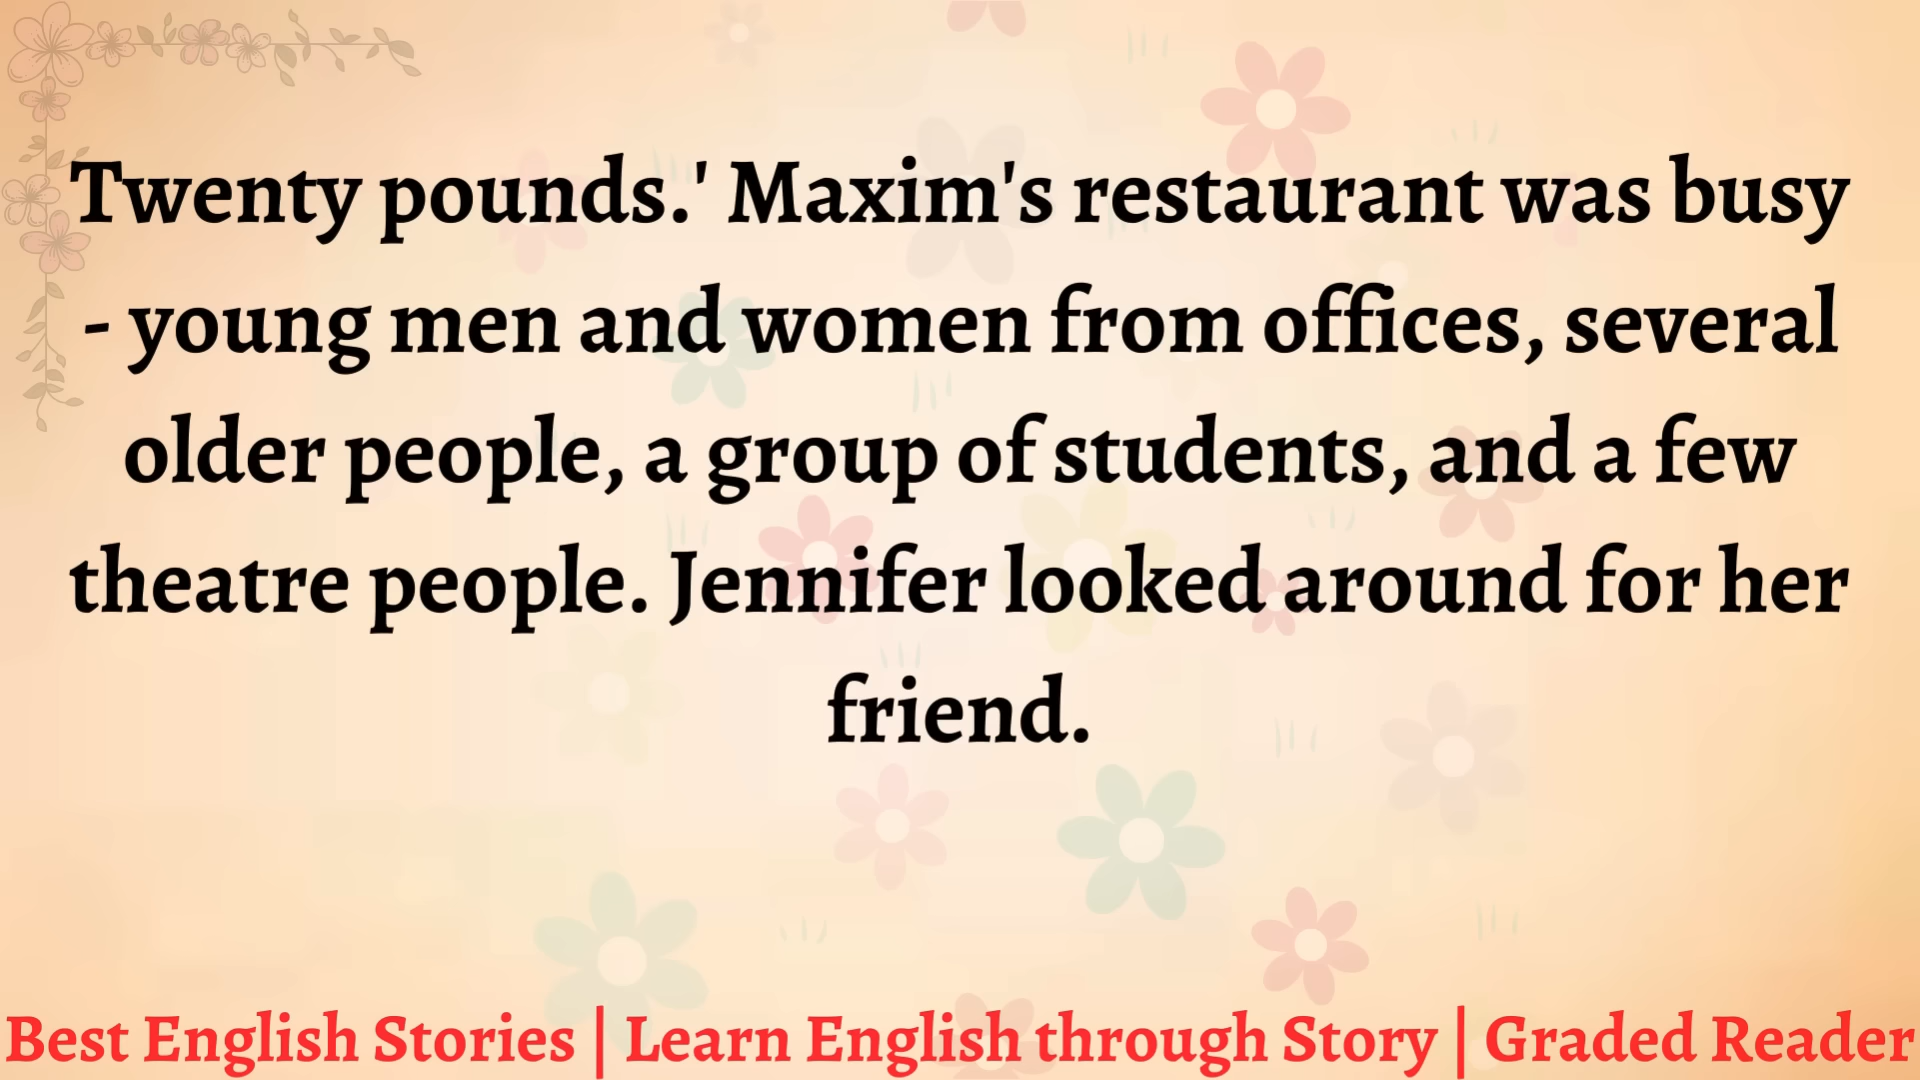 Twenty pounds.' Maxim's restaurant was busy
- young men and women from offices, several
older people, a group of students, and a few
theatre people. Jennifer looked around for her
friend.
Best English Stories | Learn English through Story | Graded Reader